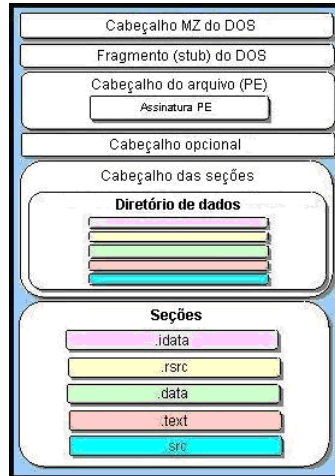 Cabeçalho MZ do DOS
Fragmento (stub) do DOS
Cabeçalho do arquivo (PE)
Assinatura PE
Cabeçalho opcional
Cabeçalho das seções
Diretório de dados
Seções
.idata
.rsrc
.data
.text
.src